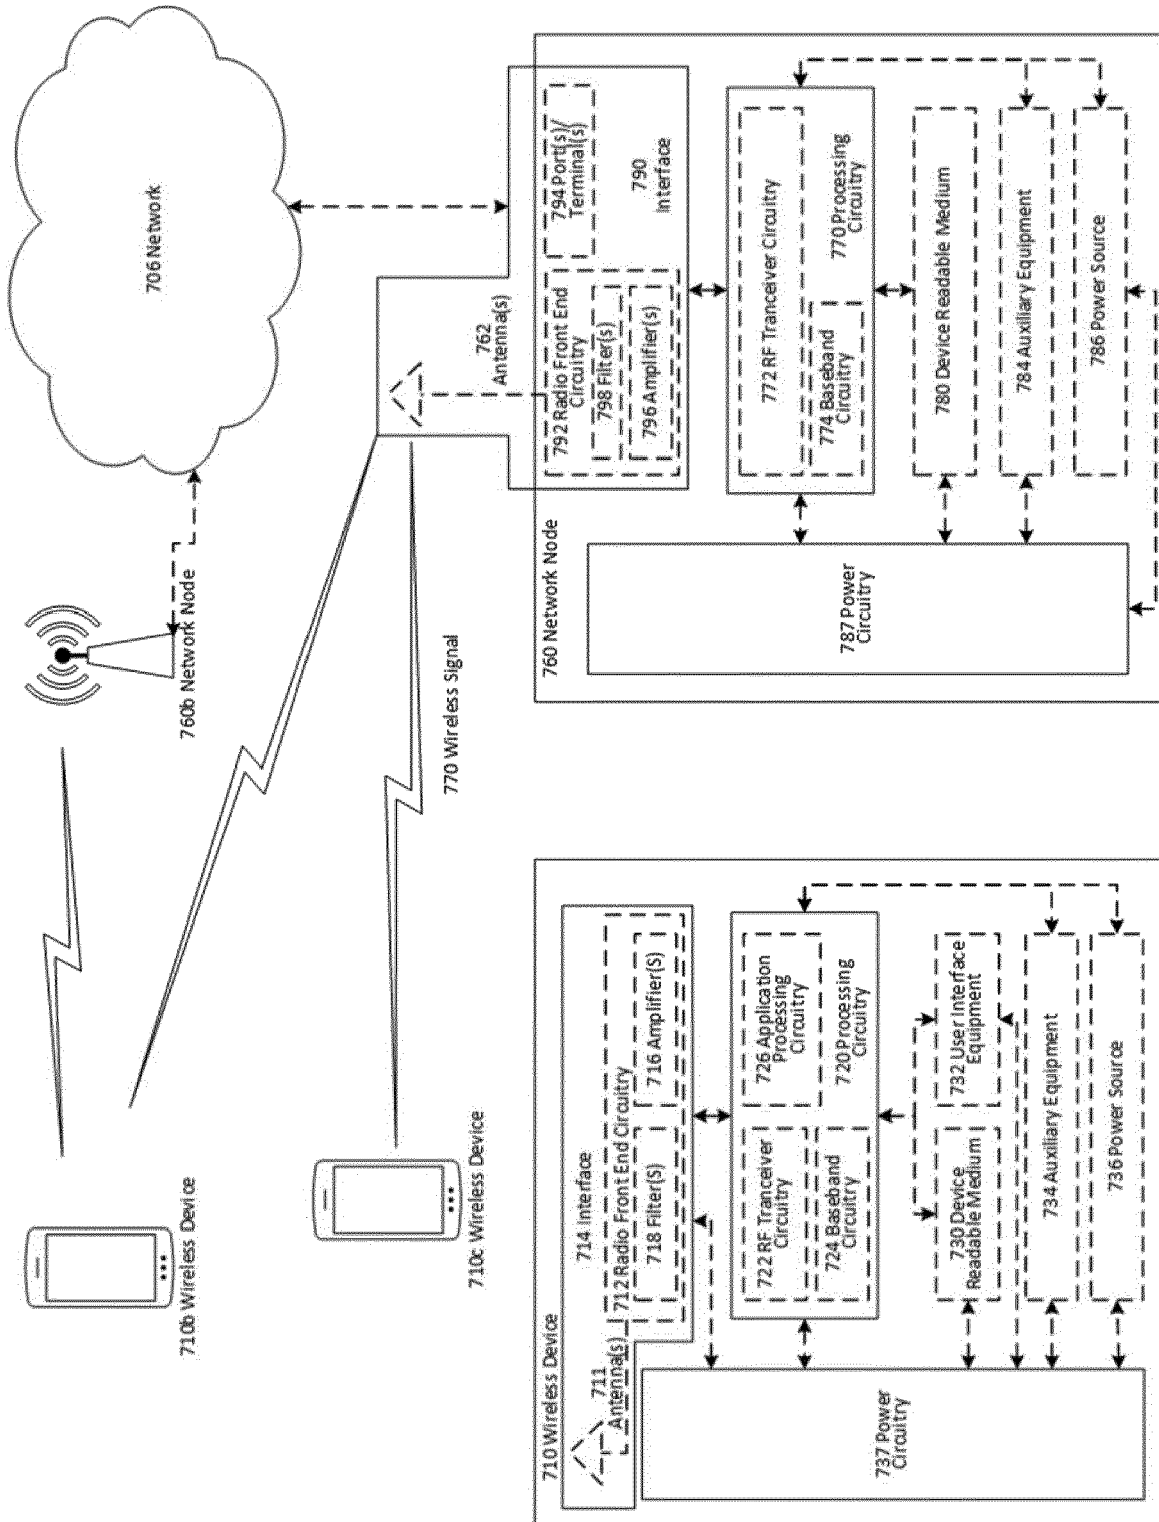 706 Network
760b Network Node
710b Wireless Device
710c Wireless Device
770 Wireless Signal
762
Antenna(s)
760 Network Node
794 Port(s)/
Terminal(s)
790
Interface
792 Radio Front End
Circuitry
798 Filter(s)
796 Amplifier(s)
772 RF Tranceiver Circuitry
774 Baseband
Circuitry
770 Processing
Circuitry
780 Device Readable Medium
784 Auxiliary Equipment
786 Power Source
787 Power
Circuitry
710 Wireless Device
711
Antenna(s)
714 Interface
712 Radio Front End Circuitry
718 Filter(S)
716 Amplifier(S)
722 RF Tranceiver
Circuitry
724 Baseband
Circuitry
726 Application
Processing
Circuitry
720 Processing
Circuitry
730 Device
Readable Medium
732 User Interface
Equipment
734 Auxiliary Equipment
736 Power Source
737 Power
Circuitry